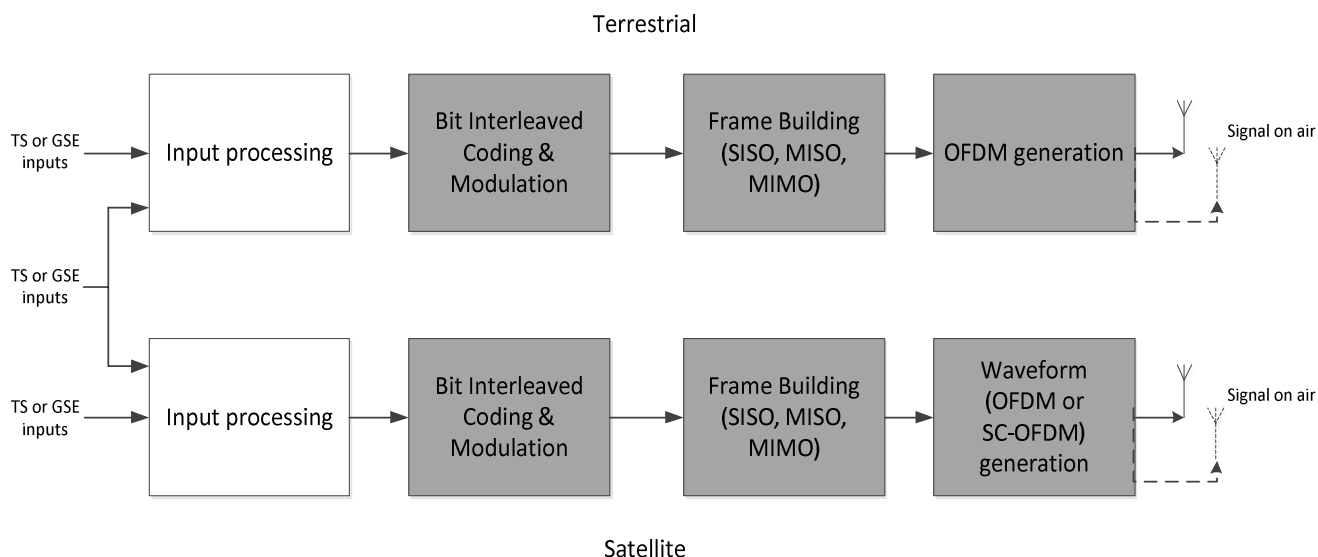 Terrestrial
TS or GSE
inputs
Input processing
Bit Interleaved
Coding &
Modulation
Frame Building
(SISO, MISO,
MIMO)
OFDM generation
Signal on air
TS or GSE
inputs
TS or GSE
inputs
Input processing
Bit Interleaved
Coding &
Modulation
Frame Building
(SISO, MISO,
MIMO)
Waveform
(OFDM or
SC-OFDM)
generation
Signal on air
Satellite